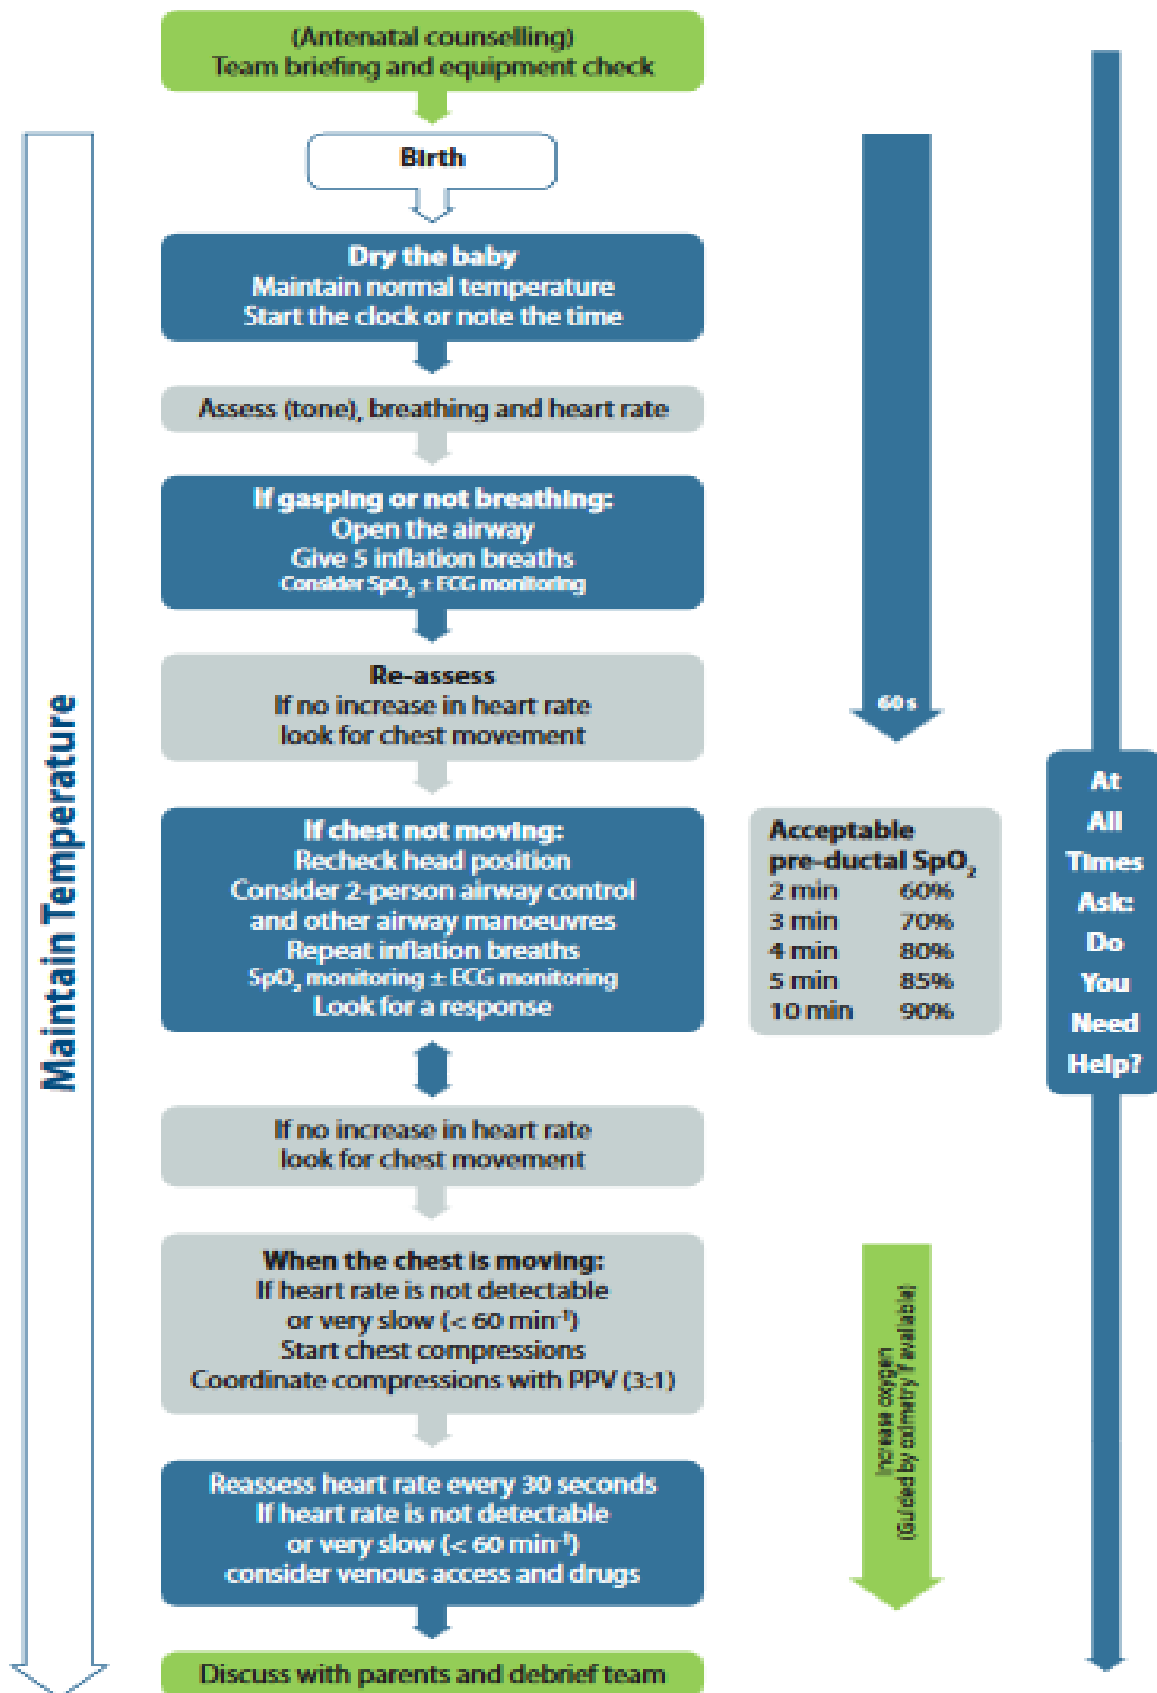 (Antenatal counselling)
Team briefing and equipment check
Birth
Dry the baby
Maintain normal temperature
Start the clock or note the time
Assess (tone), breathing and heart rate
If gasping or not breathing:
Open the airway
Give 5 inflation breaths
Consider SpO₂ ± ECG monitoring
Re-assess
If no increase in heart rate
look for chest movement
60 s
If chest not moving:
Recheck head position
Consider 2-person airway control
and other airway manoeuvres
Repeat inflation breaths
SpO₂ monitoring ± ECG monitoring
Look for a response
Acceptable
pre-ductal SpO₂
2 min 60%
3 min 70%
4 min 80%
5 min 85%
10 min 90%
If no increase in heart rate
look for chest movement
When the chest is moving:
If heart rate is not detectable
or very slow (< 60 min⁻¹)
Start chest compressions
Coordinate compressions with PPV (3:1)
Reassess heart rate every 30 seconds
If heart rate is not detectable
or very slow (< 60 min⁻¹)
consider venous access and drugs
Discuss with parents and debrief team
Maintain Temperature
Increase oxygen
(Guided by oximetry if available)
At
All
Times
Ask:
Do
You
Need
Help?